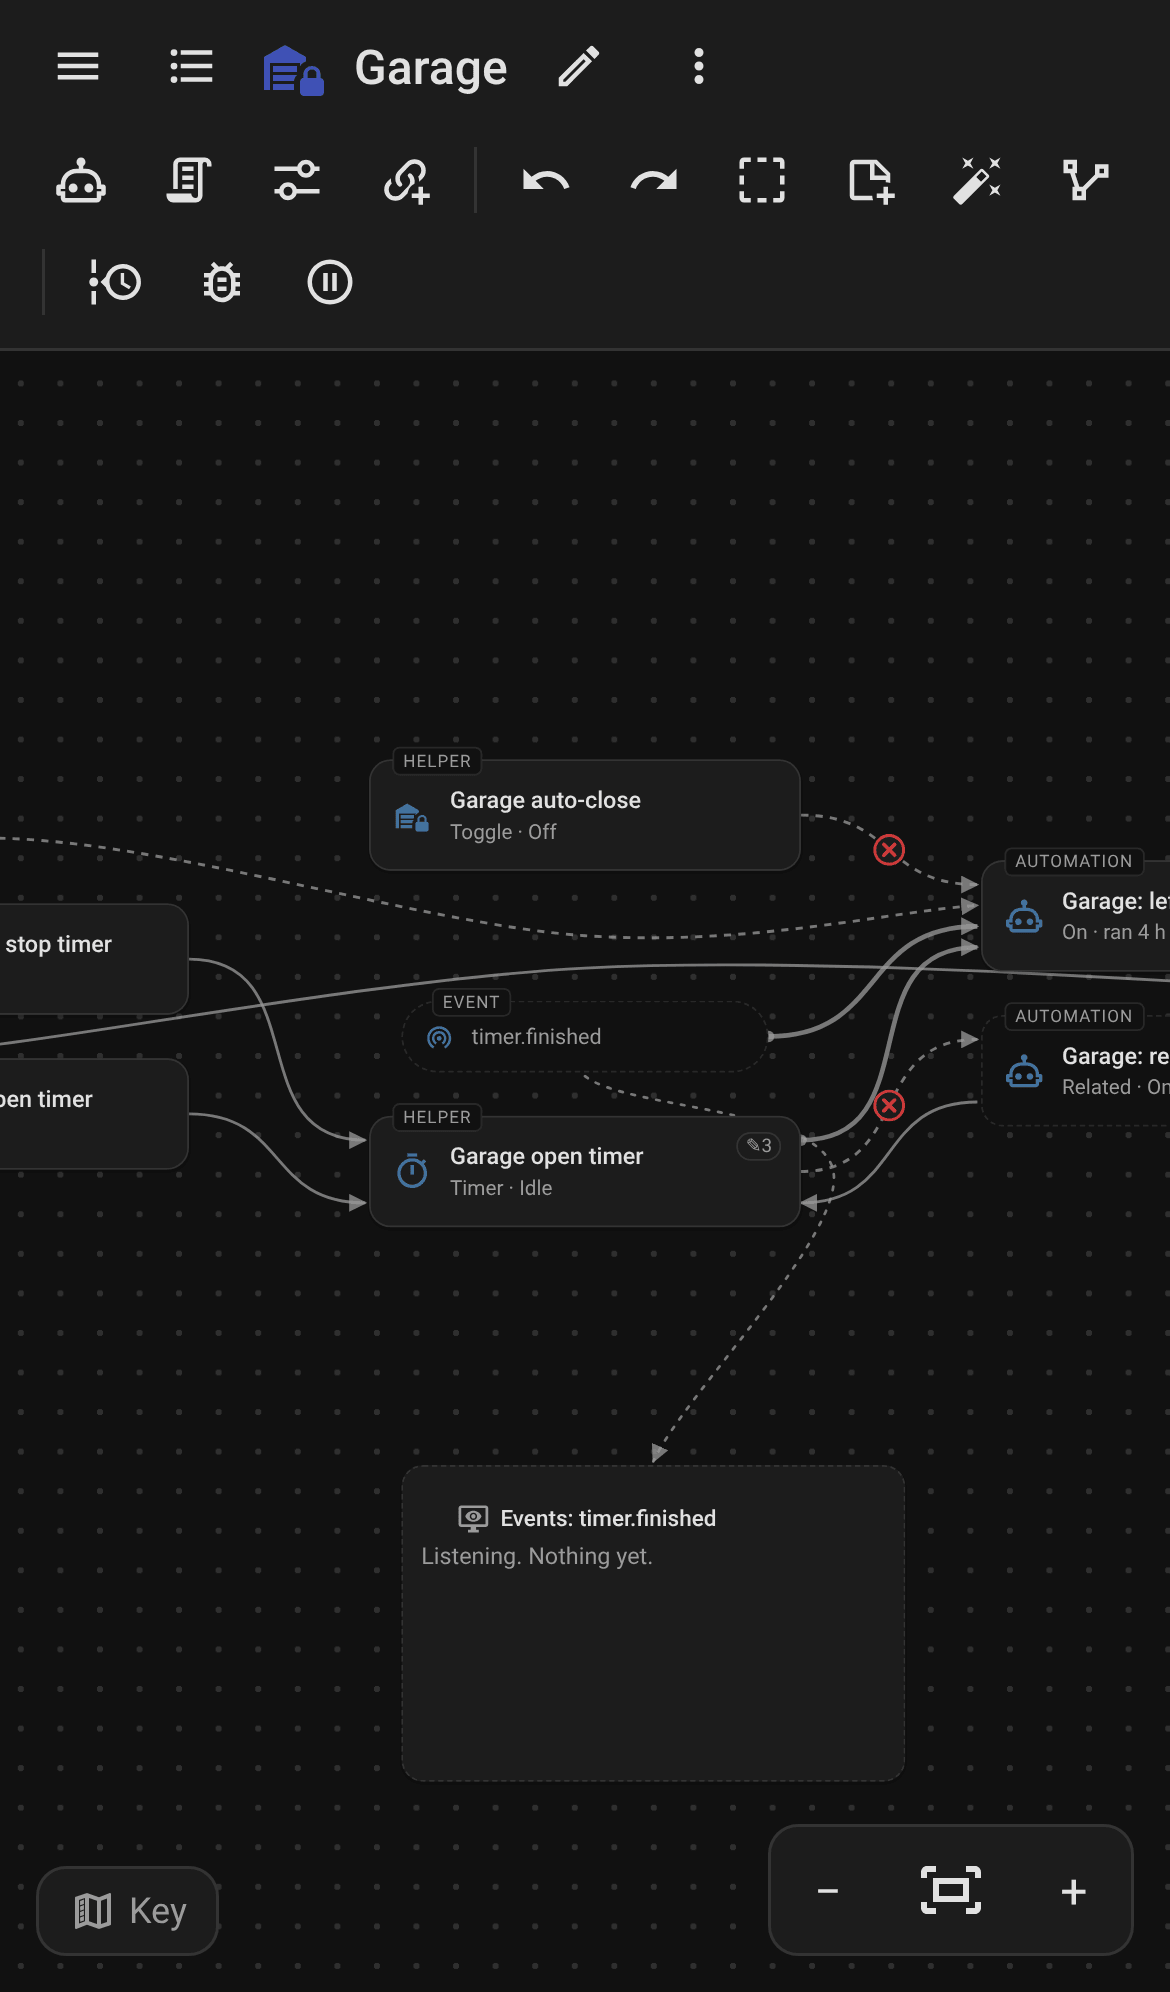 Garage
HELPER
Garage auto-close
Toggle · Off
AUTOMATION
Garage: le
On · ran 4 h
stop timer
EVENT
timer.finished
AUTOMATION
Garage: re
Related · On
pen timer
HELPER
Garage open timer
Timer · Idle
✎3
Events: timer.finished
Listening. Nothing yet.
Key